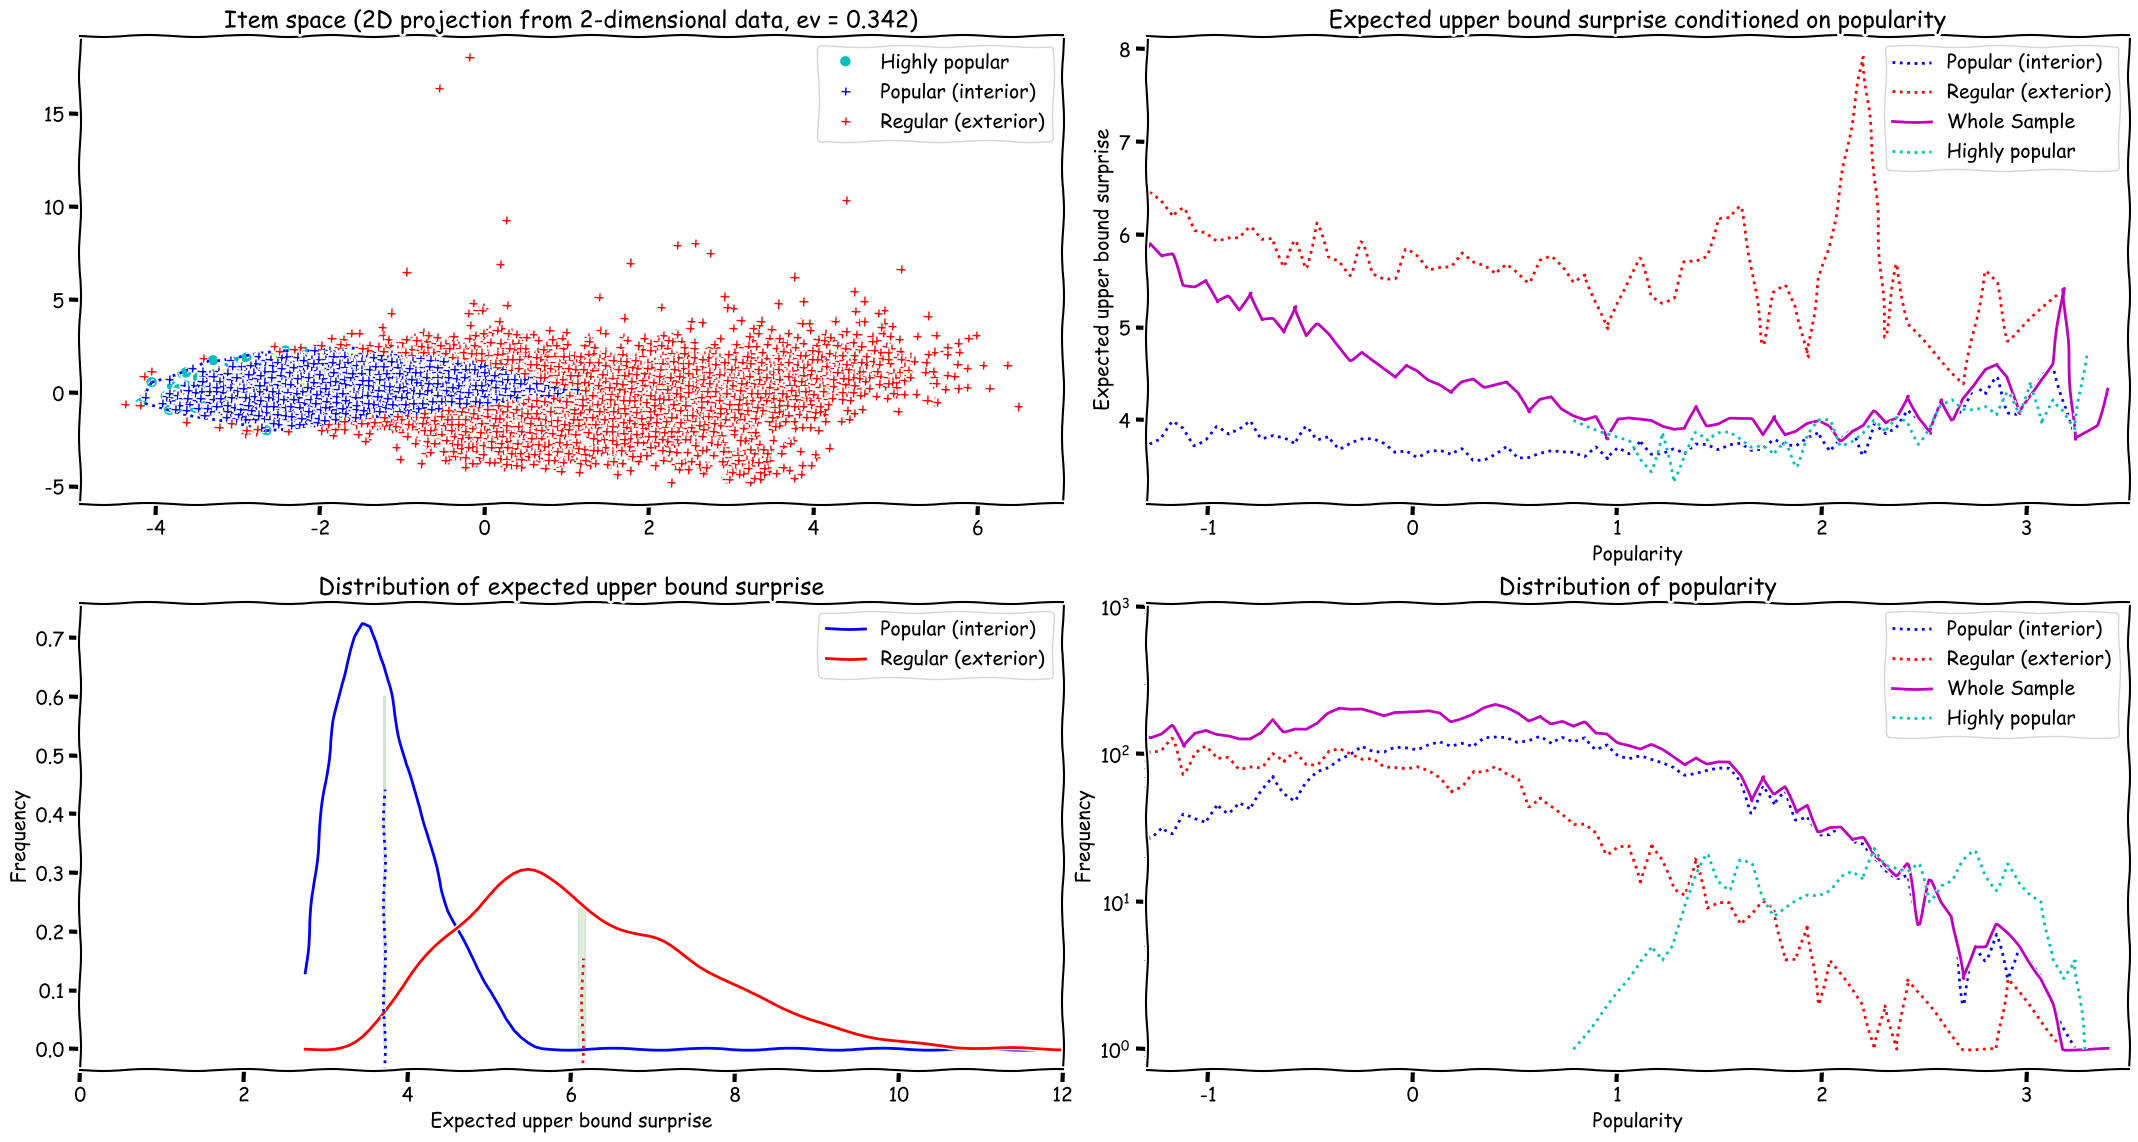 Item space (2D projection from 2-dimensional data, ev = 0.342)
Highly popular
Popular (interior)
Regular (exterior)
15
10
5
0
-5
-4 -2 0 2 4 6
Expected upper bound surprise conditioned on popularity
Popular (interior)
Regular (exterior)
Whole Sample
Highly popular
Expected upper bound surprise
8
7
6
5
4
-1 0 1 2 3
Popularity
Distribution of expected upper bound surprise
Popular (interior)
Regular (exterior)
Frequency
0.7
0.6
0.5
0.4
0.3
0.2
0.1
0.0
0 2 4 6 8 10 12
Expected upper bound surprise
Distribution of popularity
Popular (interior)
Regular (exterior)
Whole Sample
Highly popular
Frequency
10³
10²
10¹
10⁰
-1 0 1 2 3
Popularity